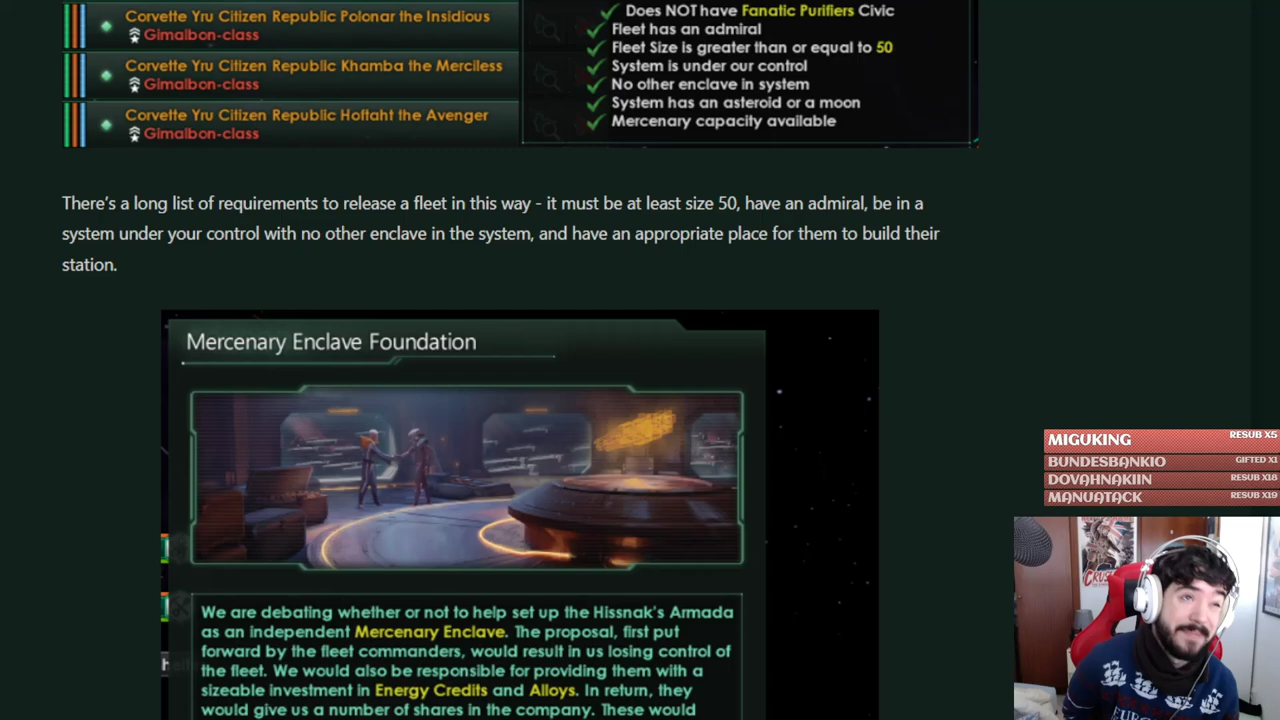 Corvette Yru Citizen Republic Polonar the Insidious
Gimalbon-class
Corvette Yru Citizen Republic Khamba the Merciless
Gimalbon-class
Corvette Yru Citizen Republic Hoftaht the Avenger
Gimalbon-class
Does NOT have Fanatic Purifiers Civic
Fleet has an admiral
Fleet Size is greater than or equal to 50
System is under our control
No other enclave in system
System has an asteroid or a moon
Mercenary capacity available
There's a long list of requirements to release a fleet in this way - it must be at least size 50, have an admiral, be in a
system under your control with no other enclave in the system, and have an appropriate place for them to build their
station.
Mercenary Enclave Foundation
We are debating whether or not to help set up the Hissnak's Armada
as an independent Mercenary Enclave. The proposal, first put
forward by the fleet commanders, would result in us losing control of
the fleet. We would also be responsible for providing them with a
sizeable investment in Energy Credits and Alloys. In return, they
would give us a number of shares in the company. These would
MIGUKING RESUB X5
BUNDESBANKIO GIFTED X1
DOVAHNAKIIN RESUB X18
MANUATACK RESUB X19